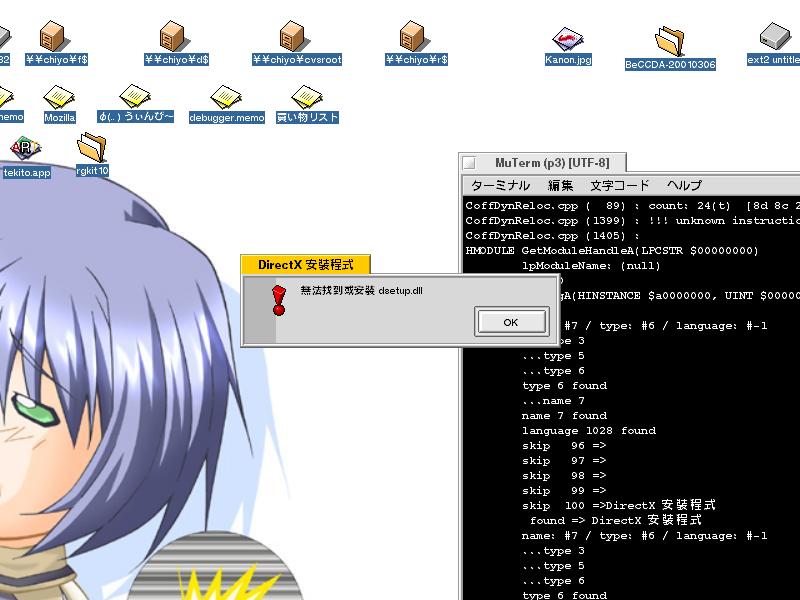 32
¥¥chiyo¥f$
¥¥chiyo¥d$
¥¥chiyo¥cvsroot
¥¥chiyo¥r$
Kanon.jpg
BeCCDA-20010306
ext2 untitle
memo
Mozilla
φ(..) うぃんび〜
debugger.memo
買い物リスト
tekito.app
rgkit10
MuTerm (p3) [UTF-8]
ターミナル 編集 文字コード ヘルプ
CoffDynReloc.cpp ( 89) : count: 24(t) [8d 8c 2
CoffDynReloc.cpp (1399) : !!! unknown instructio
CoffDynReloc.cpp (1405) :
HMODULE GetModuleHandleA(LPCSTR $00000000)
lpModuleName: (null)
DirectX 安裝程式
無法找到或安裝 dsetup.dll
OK
gA(HINSTANCE $a0000000, UINT $0000
#7 / type: #6 / language: #-1
e 3
...type 5
...type 6
type 6 found
...name 7
name 7 found
language 1028 found
skip 96 =>
skip 97 =>
skip 98 =>
skip 99 =>
skip 100 =>DirectX 安裝程式
found => DirectX 安裝程式
name: #7 / type: #6 / language: #-1
...type 3
...type 5
...type 6
type 6 found